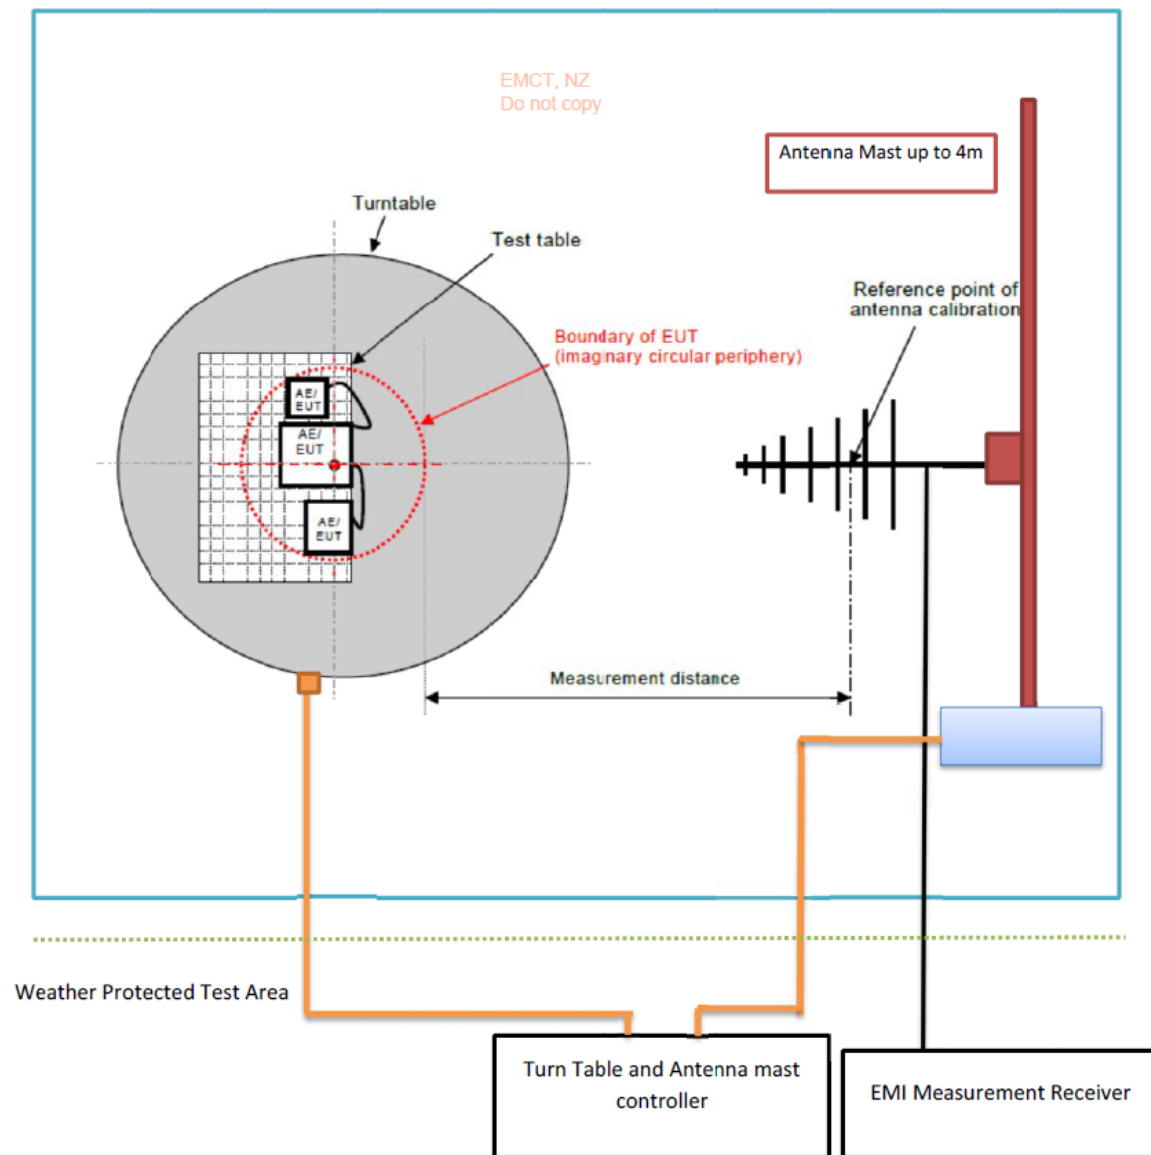 EMCT, NZ
Do not copy
Antenna Mast up to 4m
Turntable
Test table
Reference point of
antenna calibration
Boundary of EUT
(imaginary circular periphery)
AE/
EUT
AE/
EUT
AE/
EUT
Measurement distance
Weather Protected Test Area
Turn Table and Antenna mast
controller
EMI Measurement Receiver